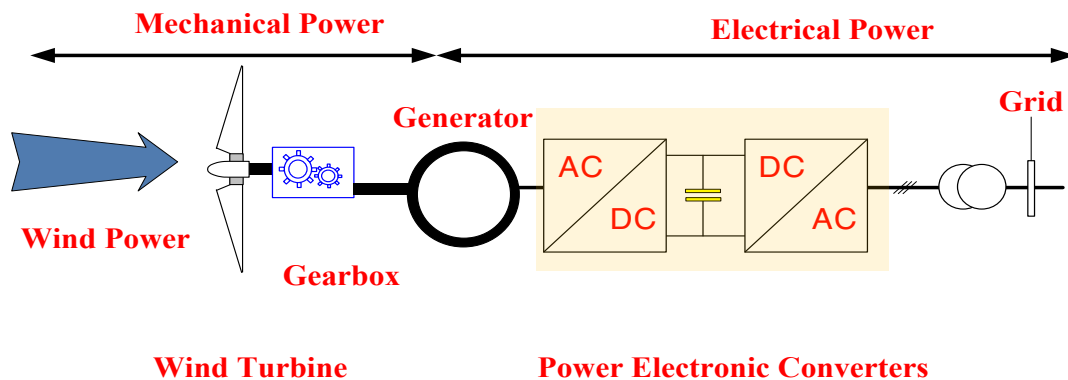 Mechanical Power
Electrical Power
Grid
Generator
AC
DC
DC
AC
Wind Power
Gearbox
Wind Turbine
Power Electronic Converters